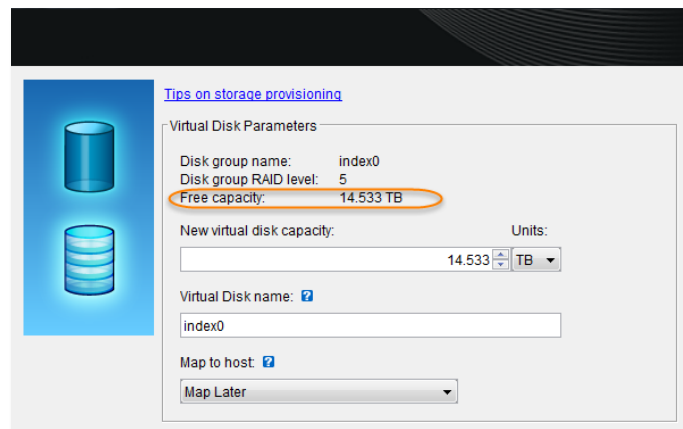 Tips on storage provisioning
Virtual Disk Parameters
Disk group name: index0
Disk group RAID level: 5
Free capacity: 14.533 TB
New virtual disk capacity: Units:
14.533 TB
Virtual Disk name: ?
index0
Map to host: ?
Map Later